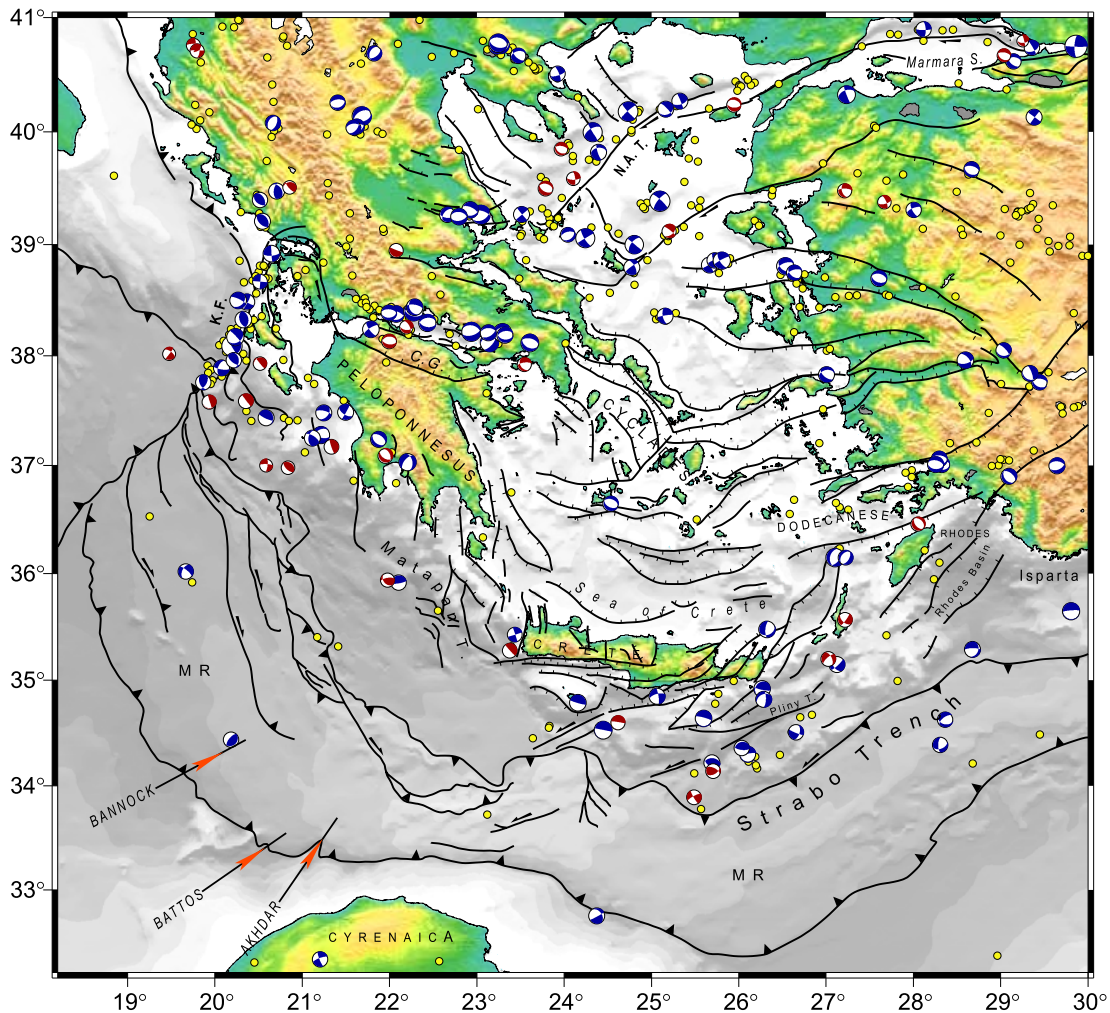 41°
40°
39°
38°
37°
36°
35°
34°
33°
Marmara S.
N.A.T.
K.F.
C.G.
PELOPONNESUS
CYCLADES
DODECANESE
RHODES
Rhodes Basin
Isparta
Matapan T.
Sea of Crete
CRETE
Pliny T.
Strabo Trench
MR
MR
BANNOCK
BATTOS
AKHDAR
CYRENAICA
19° 20° 21° 22° 23° 24° 25° 26° 27° 28° 29° 30°